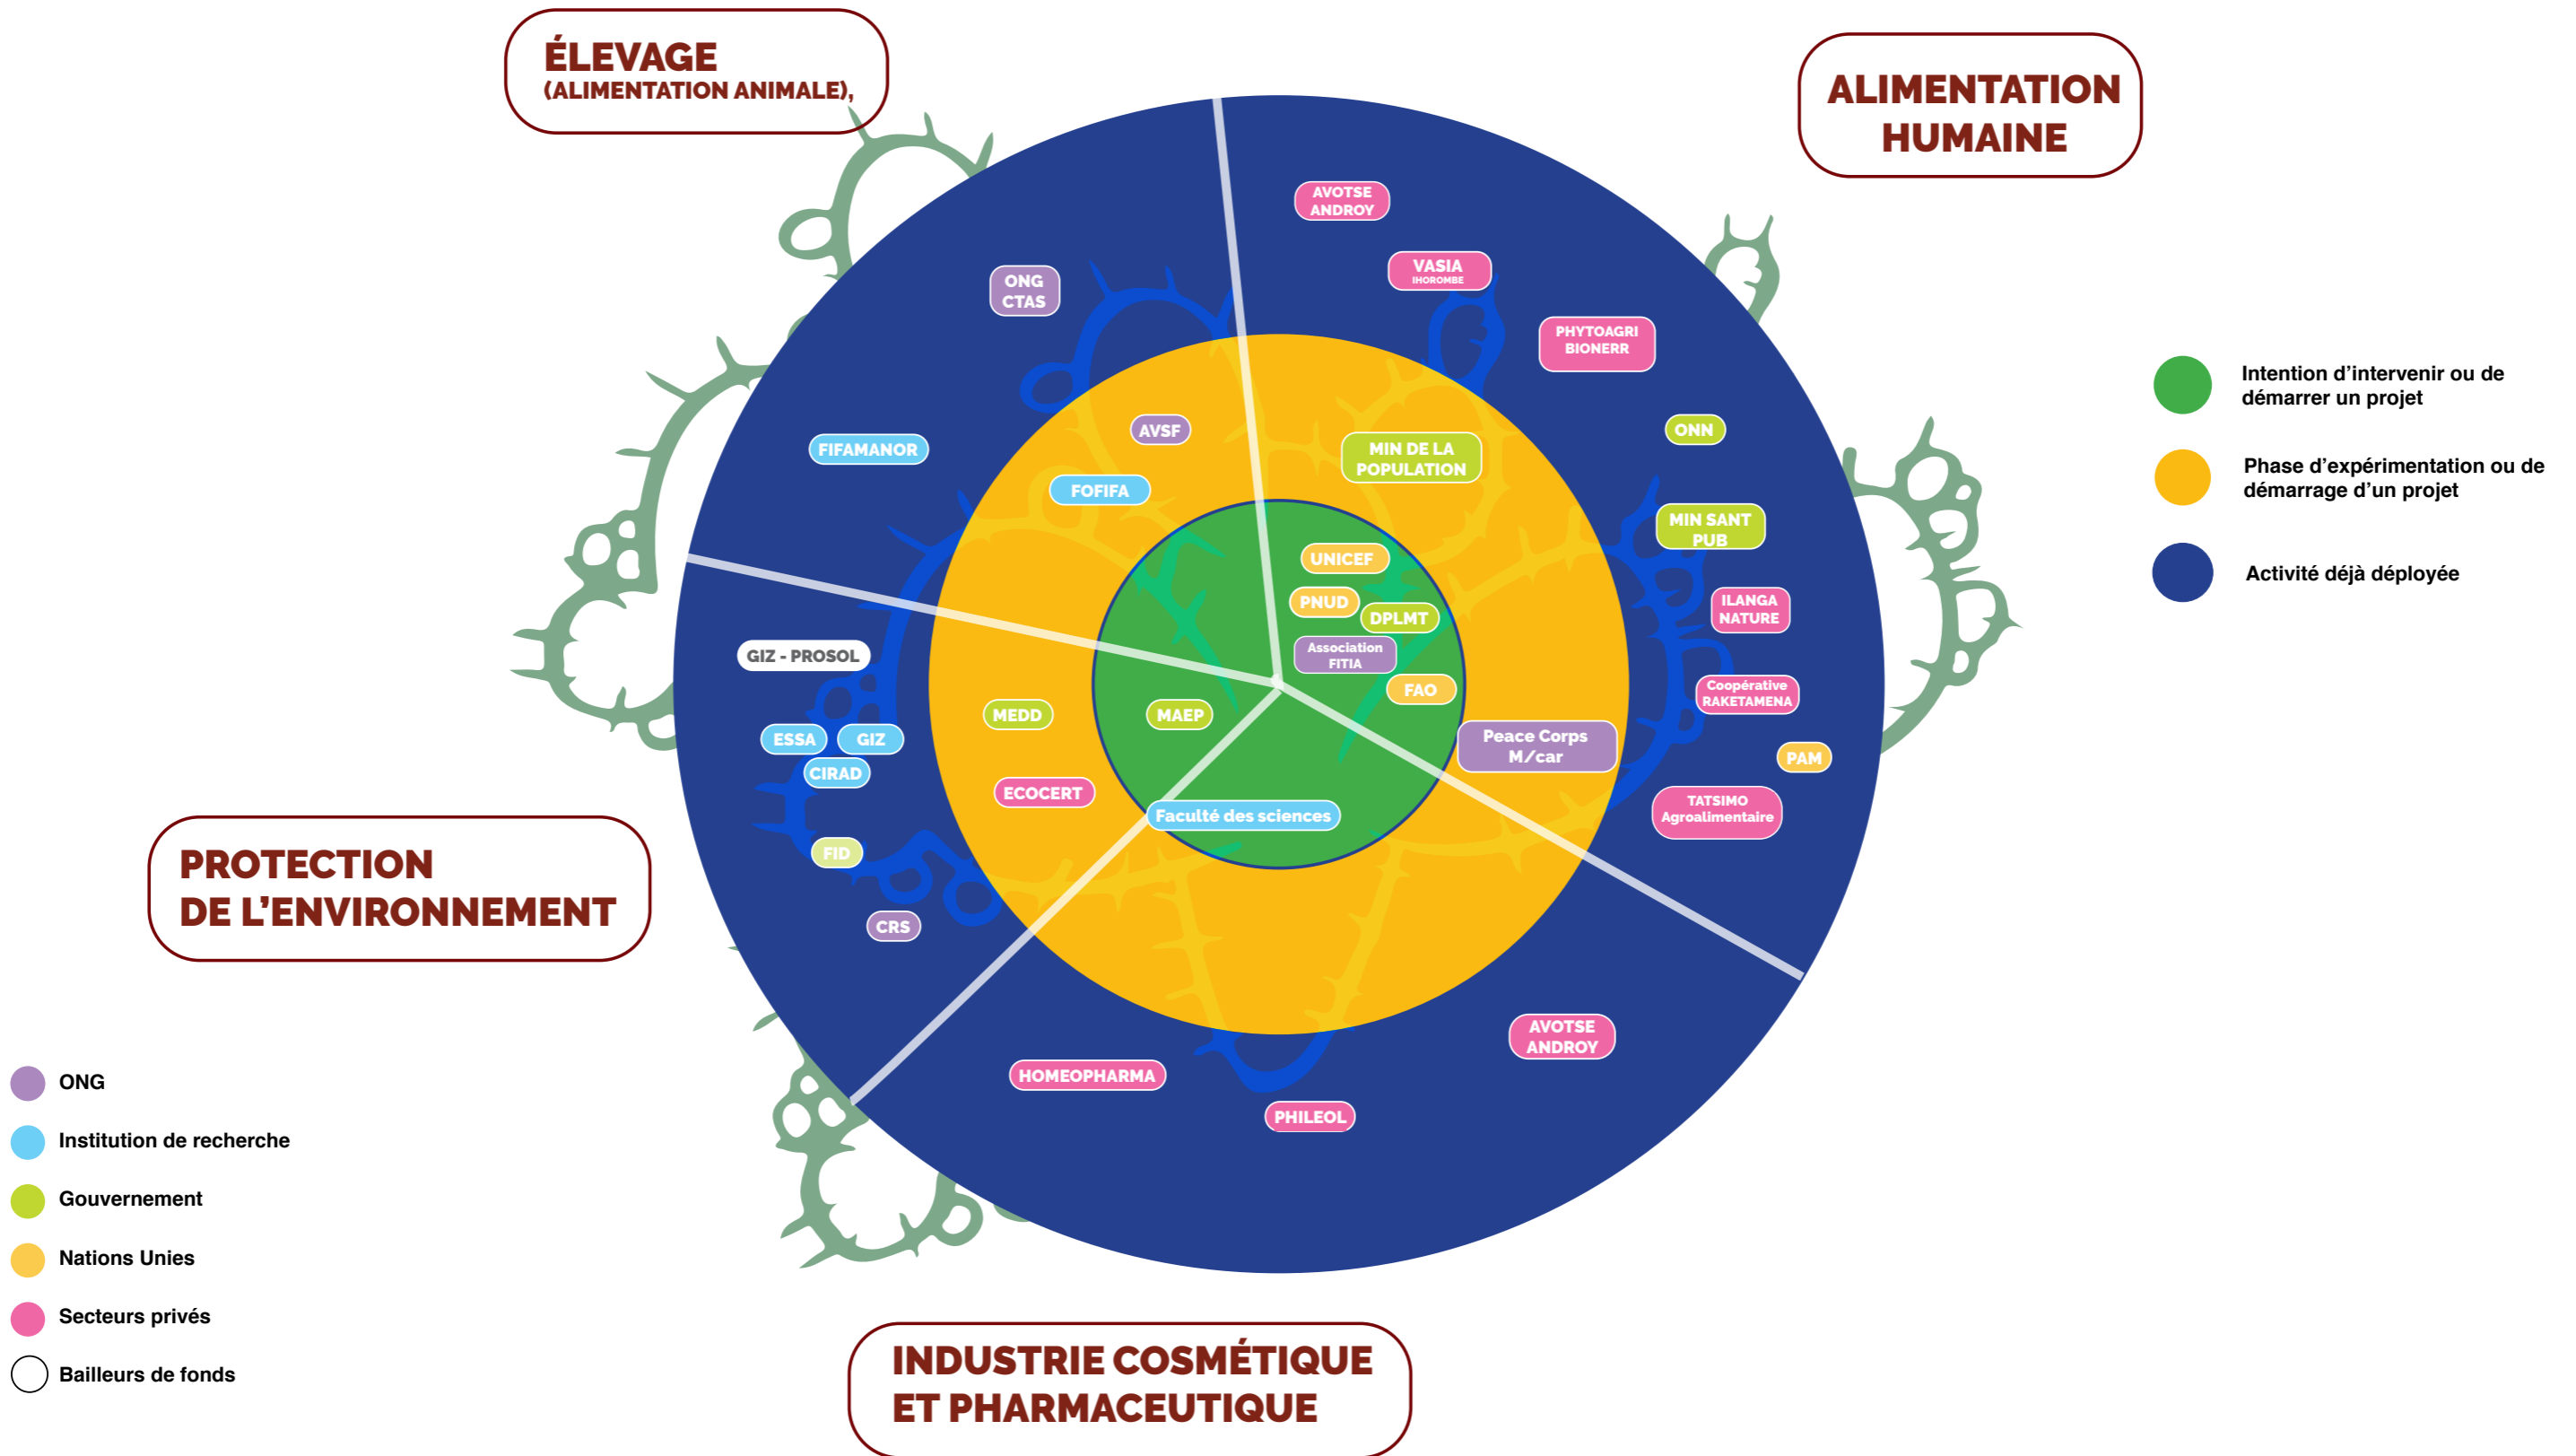 ÉLEVAGE
(ALIMENTATION ANIMALE),
ALIMENTATION
HUMAINE
AVOTSE
ANDROY
VASIA
IHOROMBE
ONG
CTAS
PHYTOAGRI
BIONERR
ONN
AVSF
FIFAMANOR
MIN DE LA
POPULATION
FOFIFA
MIN SANT
PUB
UNICEF
PNUD
DPLMT
ILANGA
NATURE
Association
FITIA
FAO
Coopérative
RAKETAMENA
GIZ - PROSOL
MEDD
MAEP
ESSA
GIZ
CIRAD
Peace Corps
M/car
PAM
ECOCERT
Faculté des sciences
TATSIMO
Agroalimentaire
FID
CRS
AVOTSE
ANDROY
HOMEOPHARMA
PHILEOL
Intention d’intervenir ou de
démarrer un projet
Phase d’expérimentation ou de
démarrage d’un projet
Activité déjà déployée
PROTECTION
DE L’ENVIRONNEMENT
ONG
Institution de recherche
Gouvernement
Nations Unies
Secteurs privés
Bailleurs de fonds
INDUSTRIE COSMÉTIQUE
ET PHARMACEUTIQUE